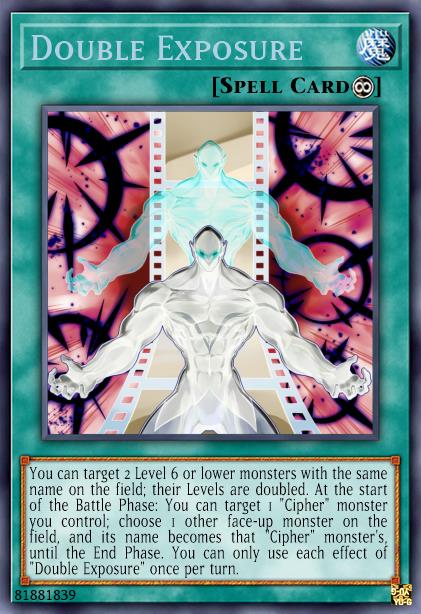 Double Exposure
魔
[Spell Card]
You can target 2 Level 6 or lower monsters with the same
name on the field; their Levels are doubled. At the start
of the Battle Phase: You can target 1 "Cipher" monster
you control; choose 1 other face-up monster on the
field, and its name becomes that "Cipher" monster's,
until the End Phase. You can only use each effect of
"Double Exposure" once per turn.
81881839